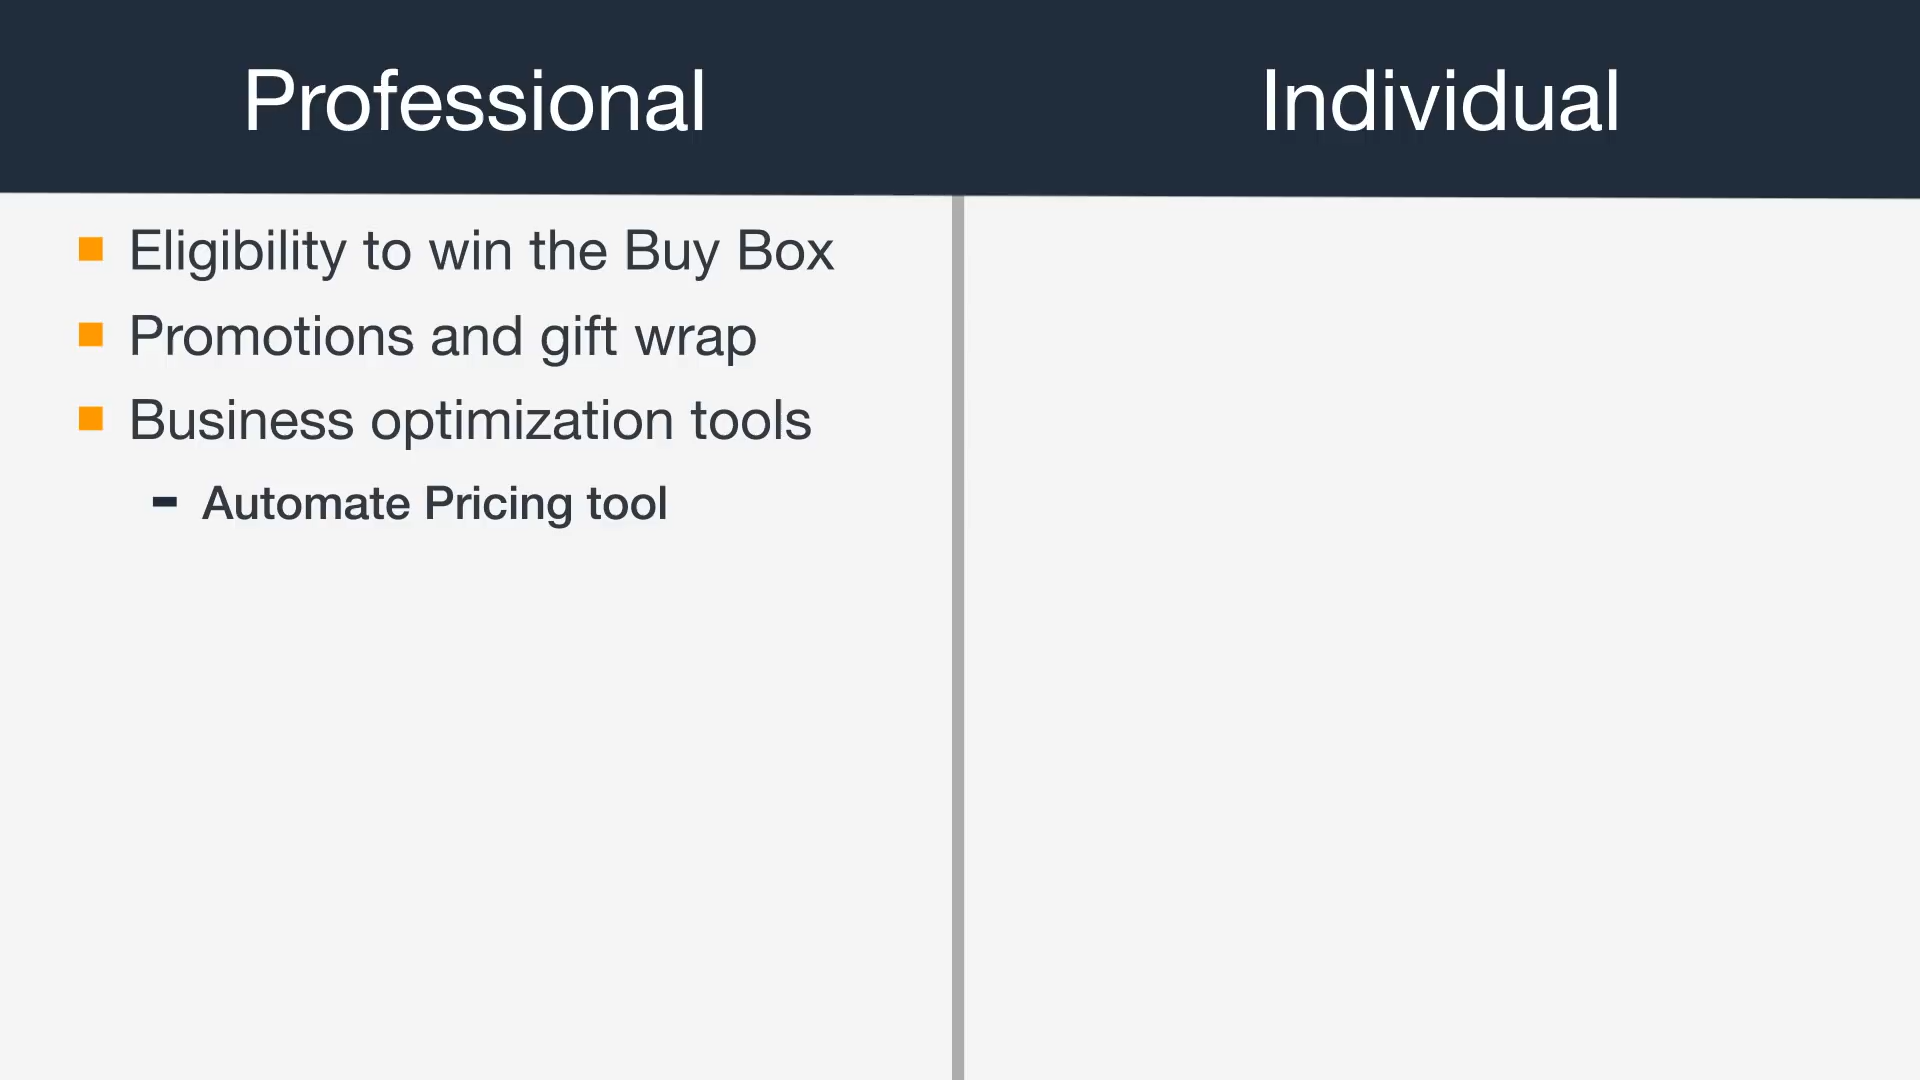 Professional
Individual
Eligibility to win the Buy Box
Promotions and gift wrap
Business optimization tools
Automate Pricing tool